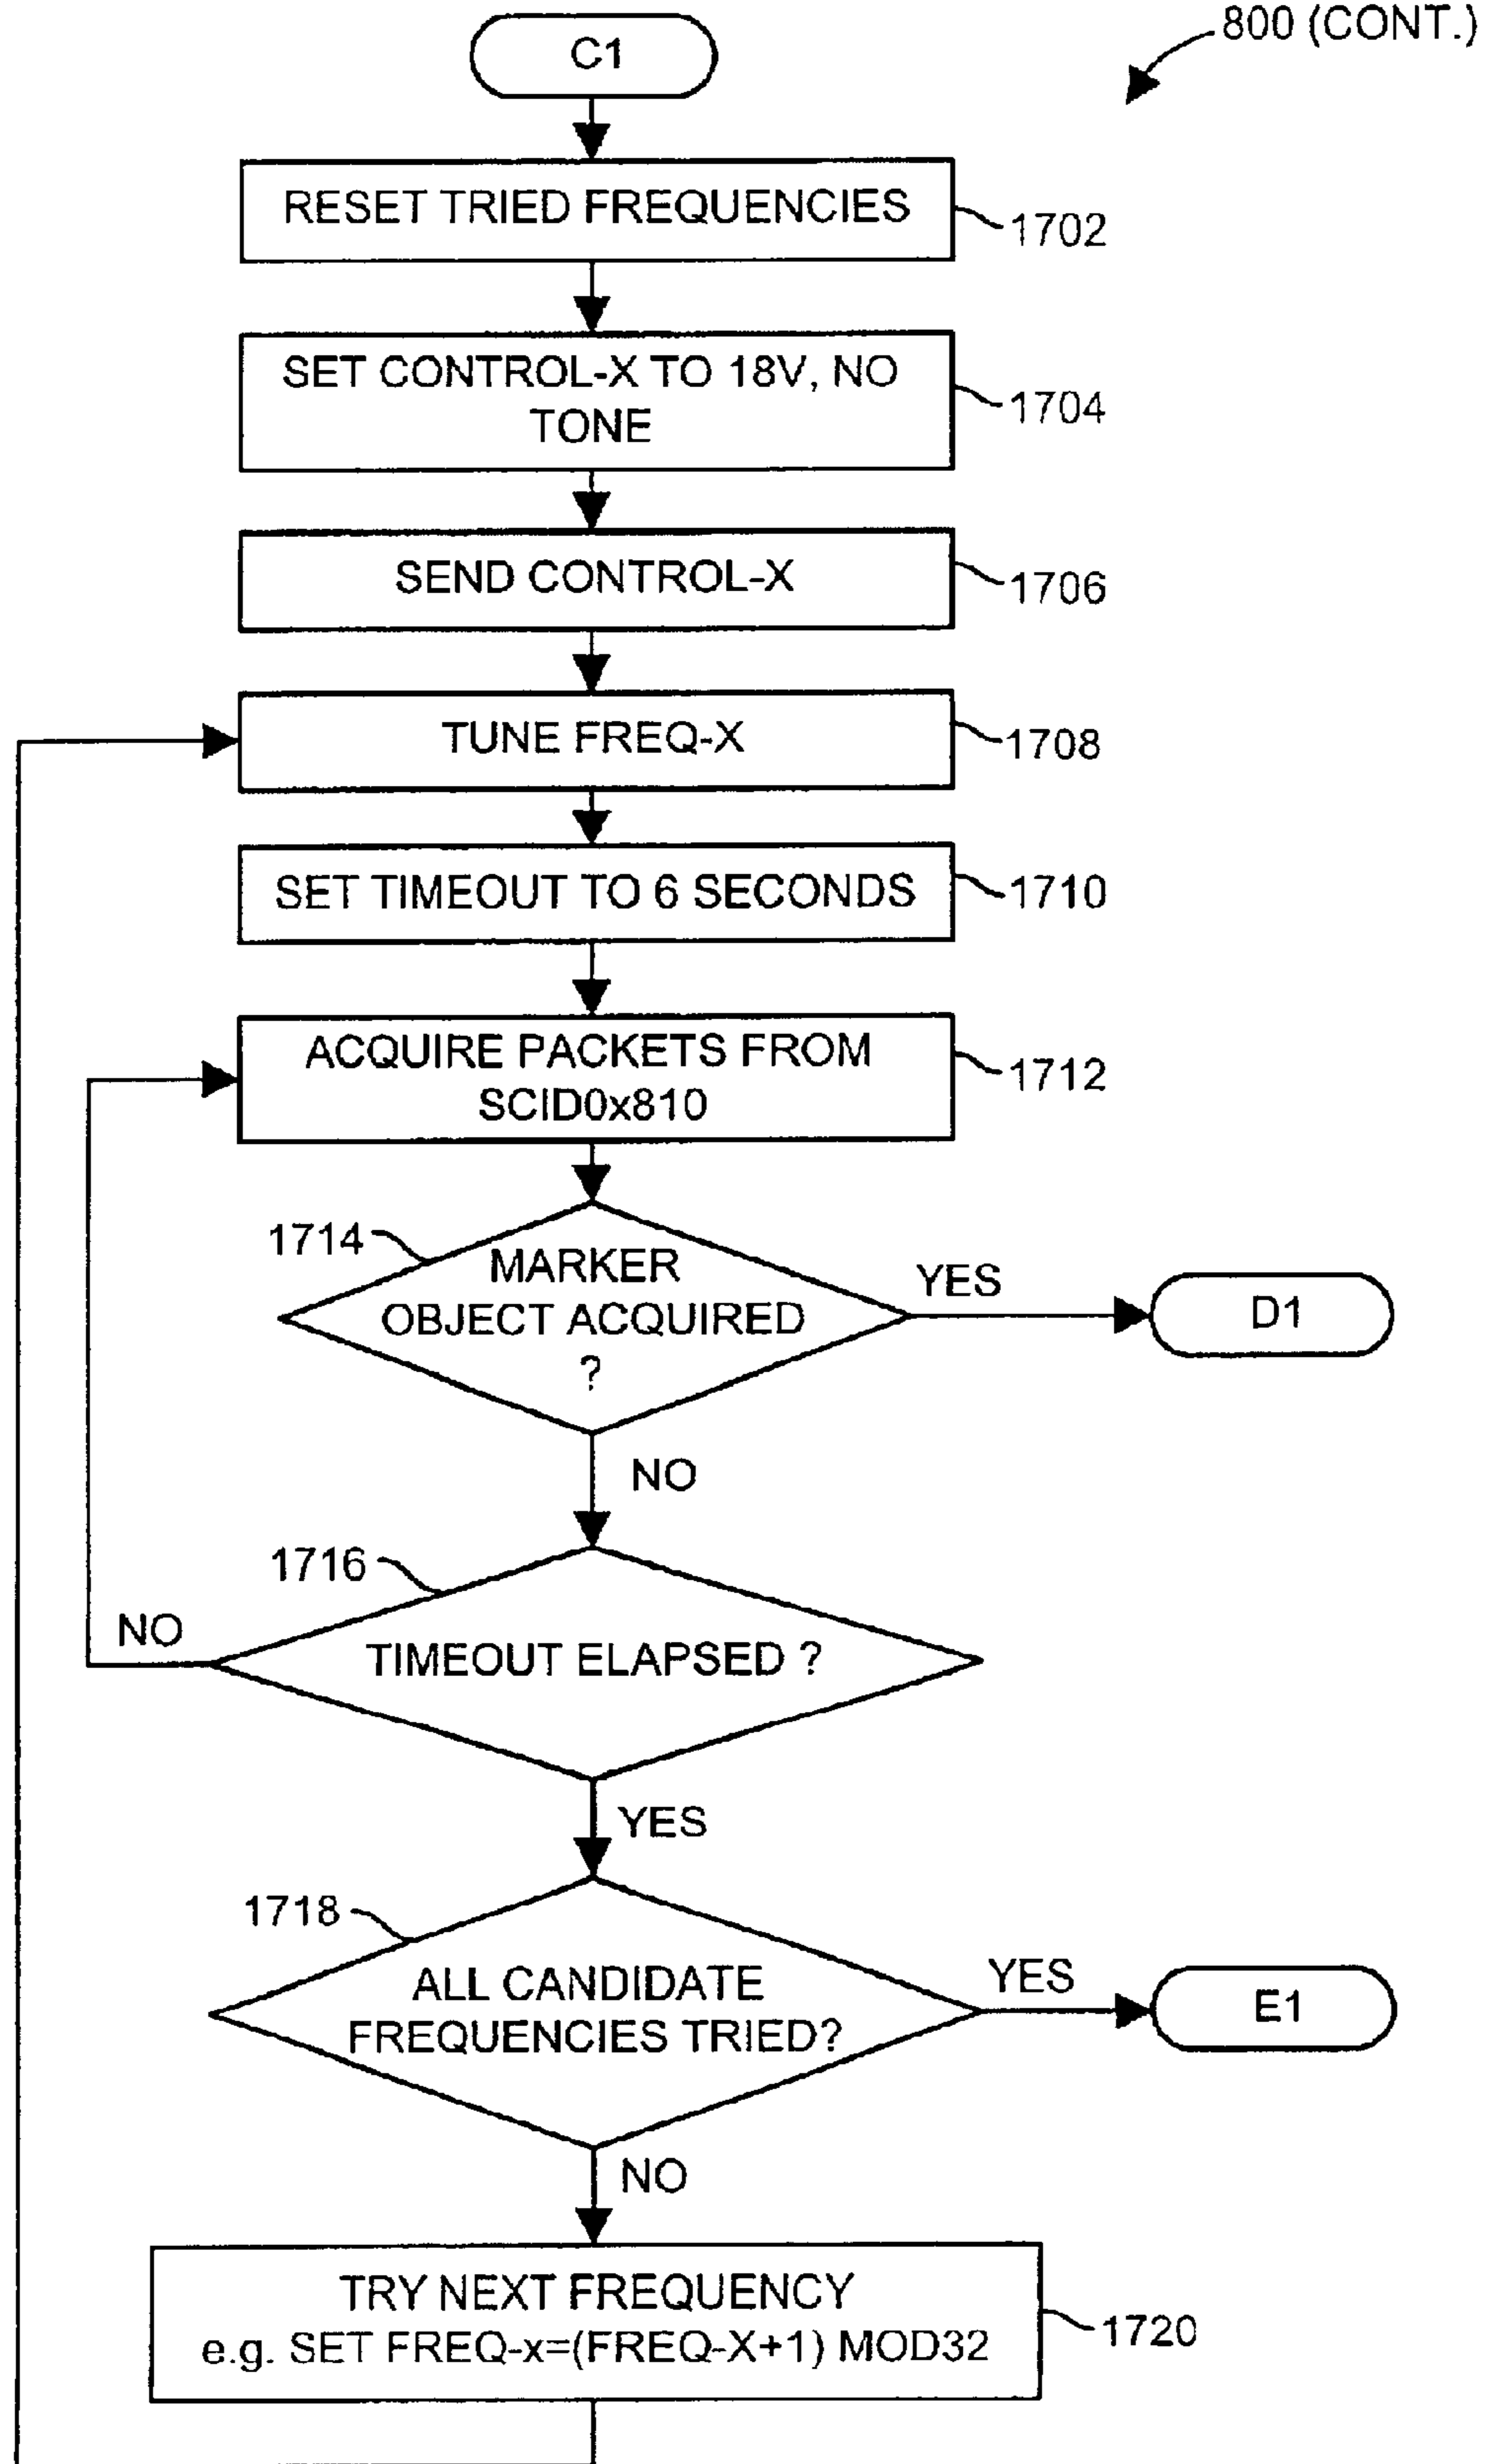 800 (CONT.)
C1
RESET TRIED FREQUENCIES
1702
SET CONTROL-X TO 18V, NO
TONE
1704
SEND CONTROL-X
1706
TUNE FREQ-X
1708
SET TIMEOUT TO 6 SECONDS
1710
ACQUIRE PACKETS FROM
SCID0x810
1712
1714
MARKER
OBJECT ACQUIRED
?
YES
D1
NO
1716
TIMEOUT ELAPSED ?
NO
YES
1718
ALL CANDIDATE
FREQUENCIES TRIED?
YES
E1
NO
TRY NEXT FREQUENCY
e.g. SET FREQ-x=(FREQ-X+1) MOD32
1720